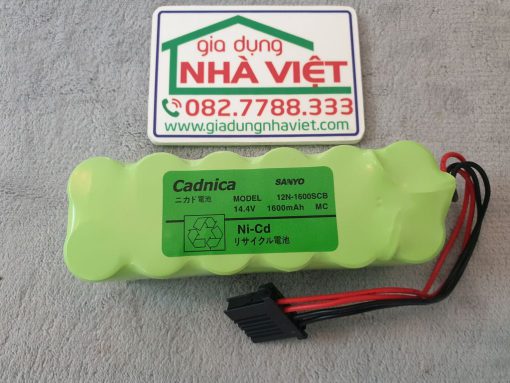 gia dụng
NHÀ VIỆT
082.7788.333
www.giadungnhaviet.com
Cadnica SANYO
ニカド電池 MODEL 12N-1600SCB
14.4V 1600mAh MC
Ni-Cd
リサイクル電池